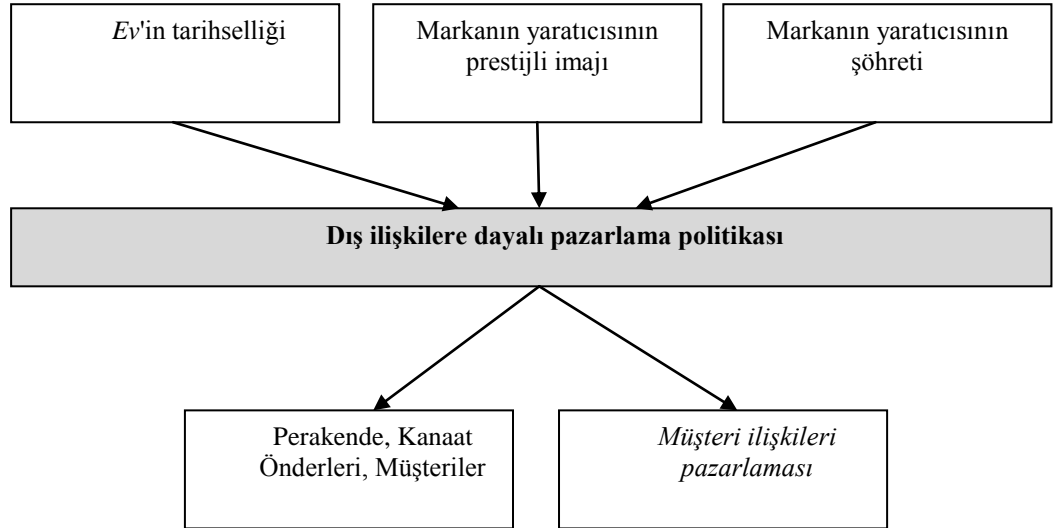 Ev'in tarihselliği
Markanın yaratıcısının
prestijli imajı
Markanın yaratıcısının
şöhreti
Dış ilişkilere dayalı pazarlama politikası
Perakende, Kanaat
Önderleri, Müşteriler
Müşteri ilişkileri
pazarlaması